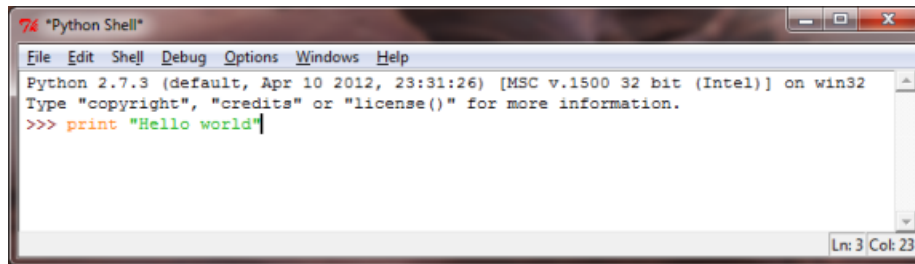 *Python Shell*
File Edit Shell Debug Options Windows Help
Python 2.7.3 (default, Apr 10 2012, 23:31:26) [MSC v.1500 32 bit (Intel)] on win32
Type "copyright", "credits" or "license()" for more information.
>>> print "Hello world"
Ln: 3 Col: 23